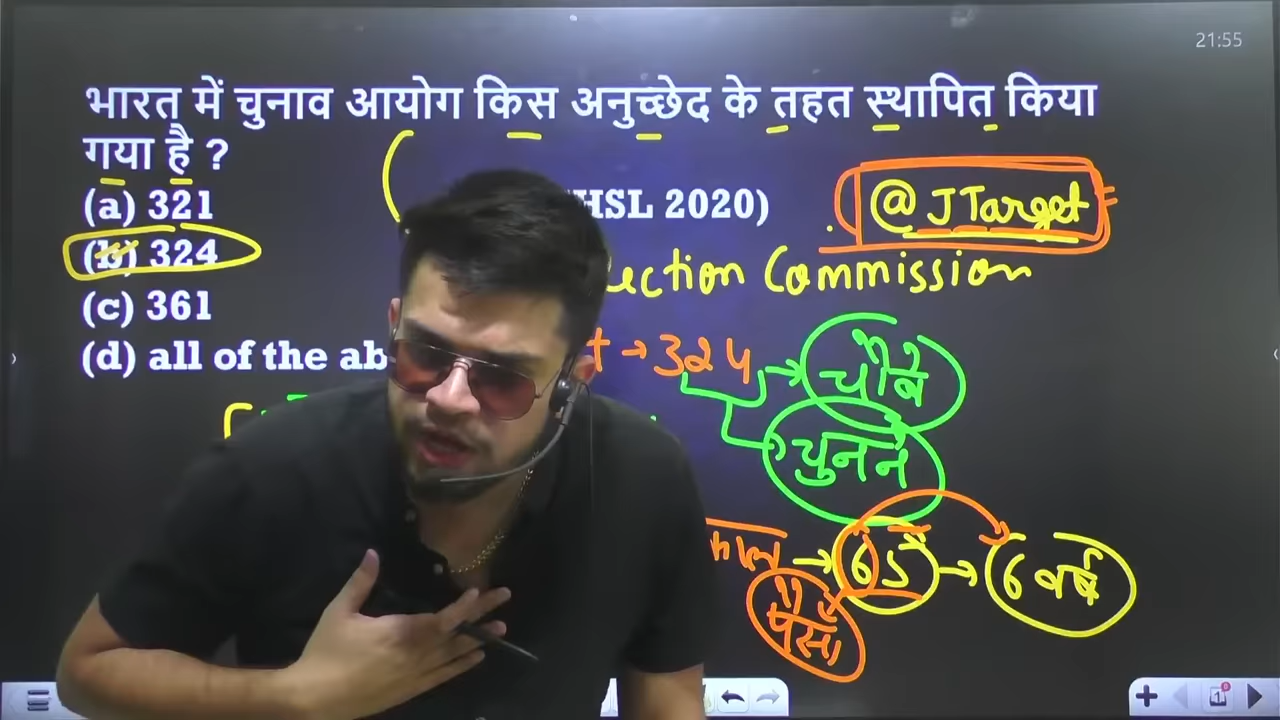 21:55
भारत में चुनाव आयोग किस अनुच्छेद के तहत स्थापित किया
गया है ?
(a) 321
HSL 2020)
@JTarget
(b) 324
ection Commission
(c) 361
(d) all of the ab
t → 324 → चौबे
चुनने
काल → 65 → 6 वर्ष
पैसा